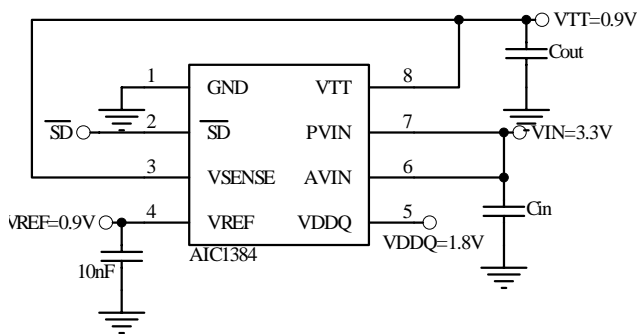 VTT=0.9V
Cout
1 GND VTT 8
SD 2 SD PVIN 7 VIN=3.3V
3 VSENSE AVIN 6
Cin
VREF=0.9V 4 VREF VDDQ 5
VDDQ=1.8V
AIC1384
10nF